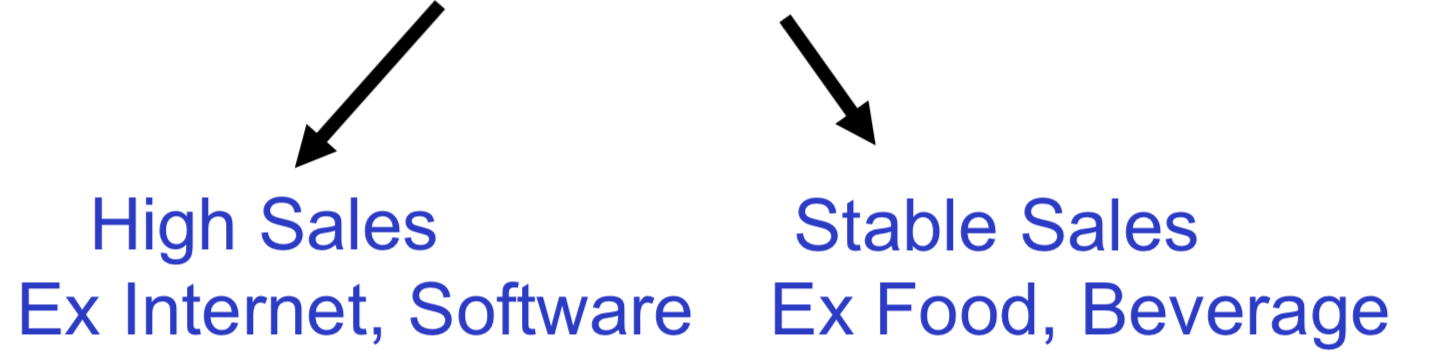 High Sales
Ex Internet, Software
Stable Sales
Ex Food, Beverage